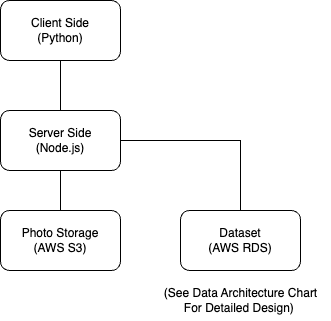 Client Side
(Python)
Server Side
(Node.js)
Photo Storage
(AWS S3)
Dataset
(AWS RDS)
(See Data Architecture Chart
For Detailed Design)